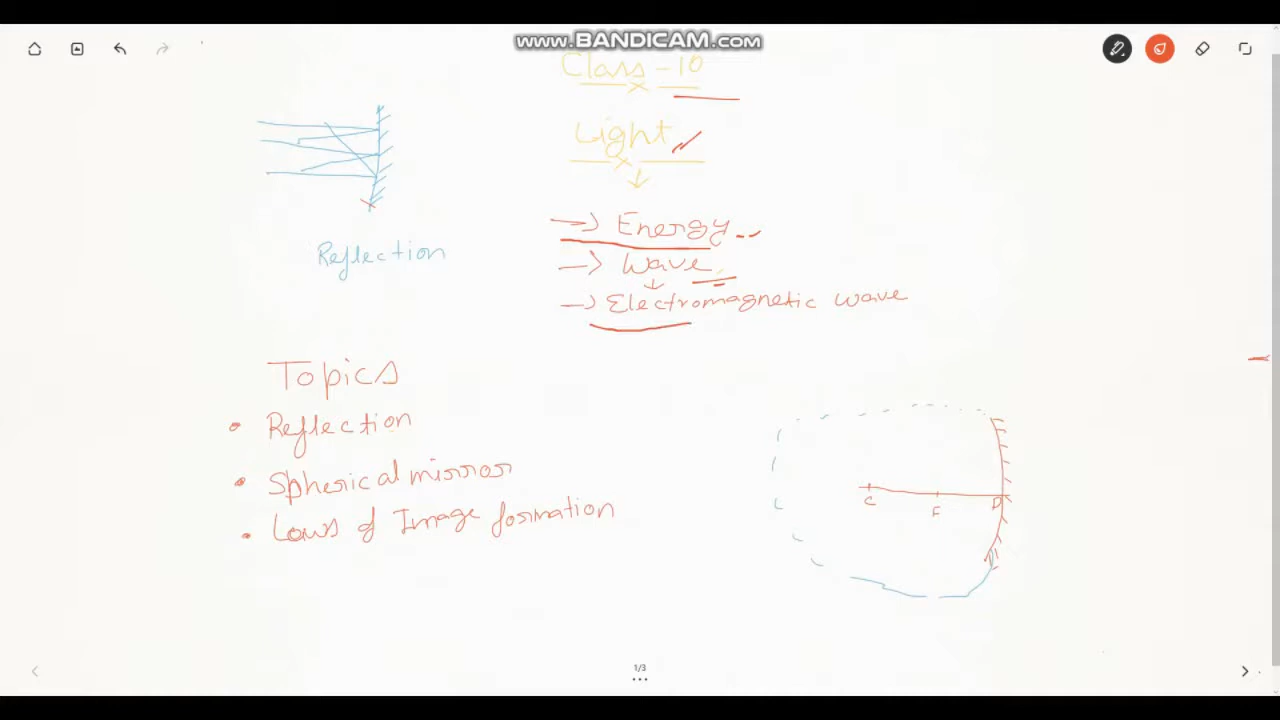 www.BANDICAM.com
Class-10
Light
→ Energy
→ Wave
→ Electromagnetic wave
Reflection
Topics
• Reflection
• Spherical mirror
• Laws of Image formation
C F P
1/3